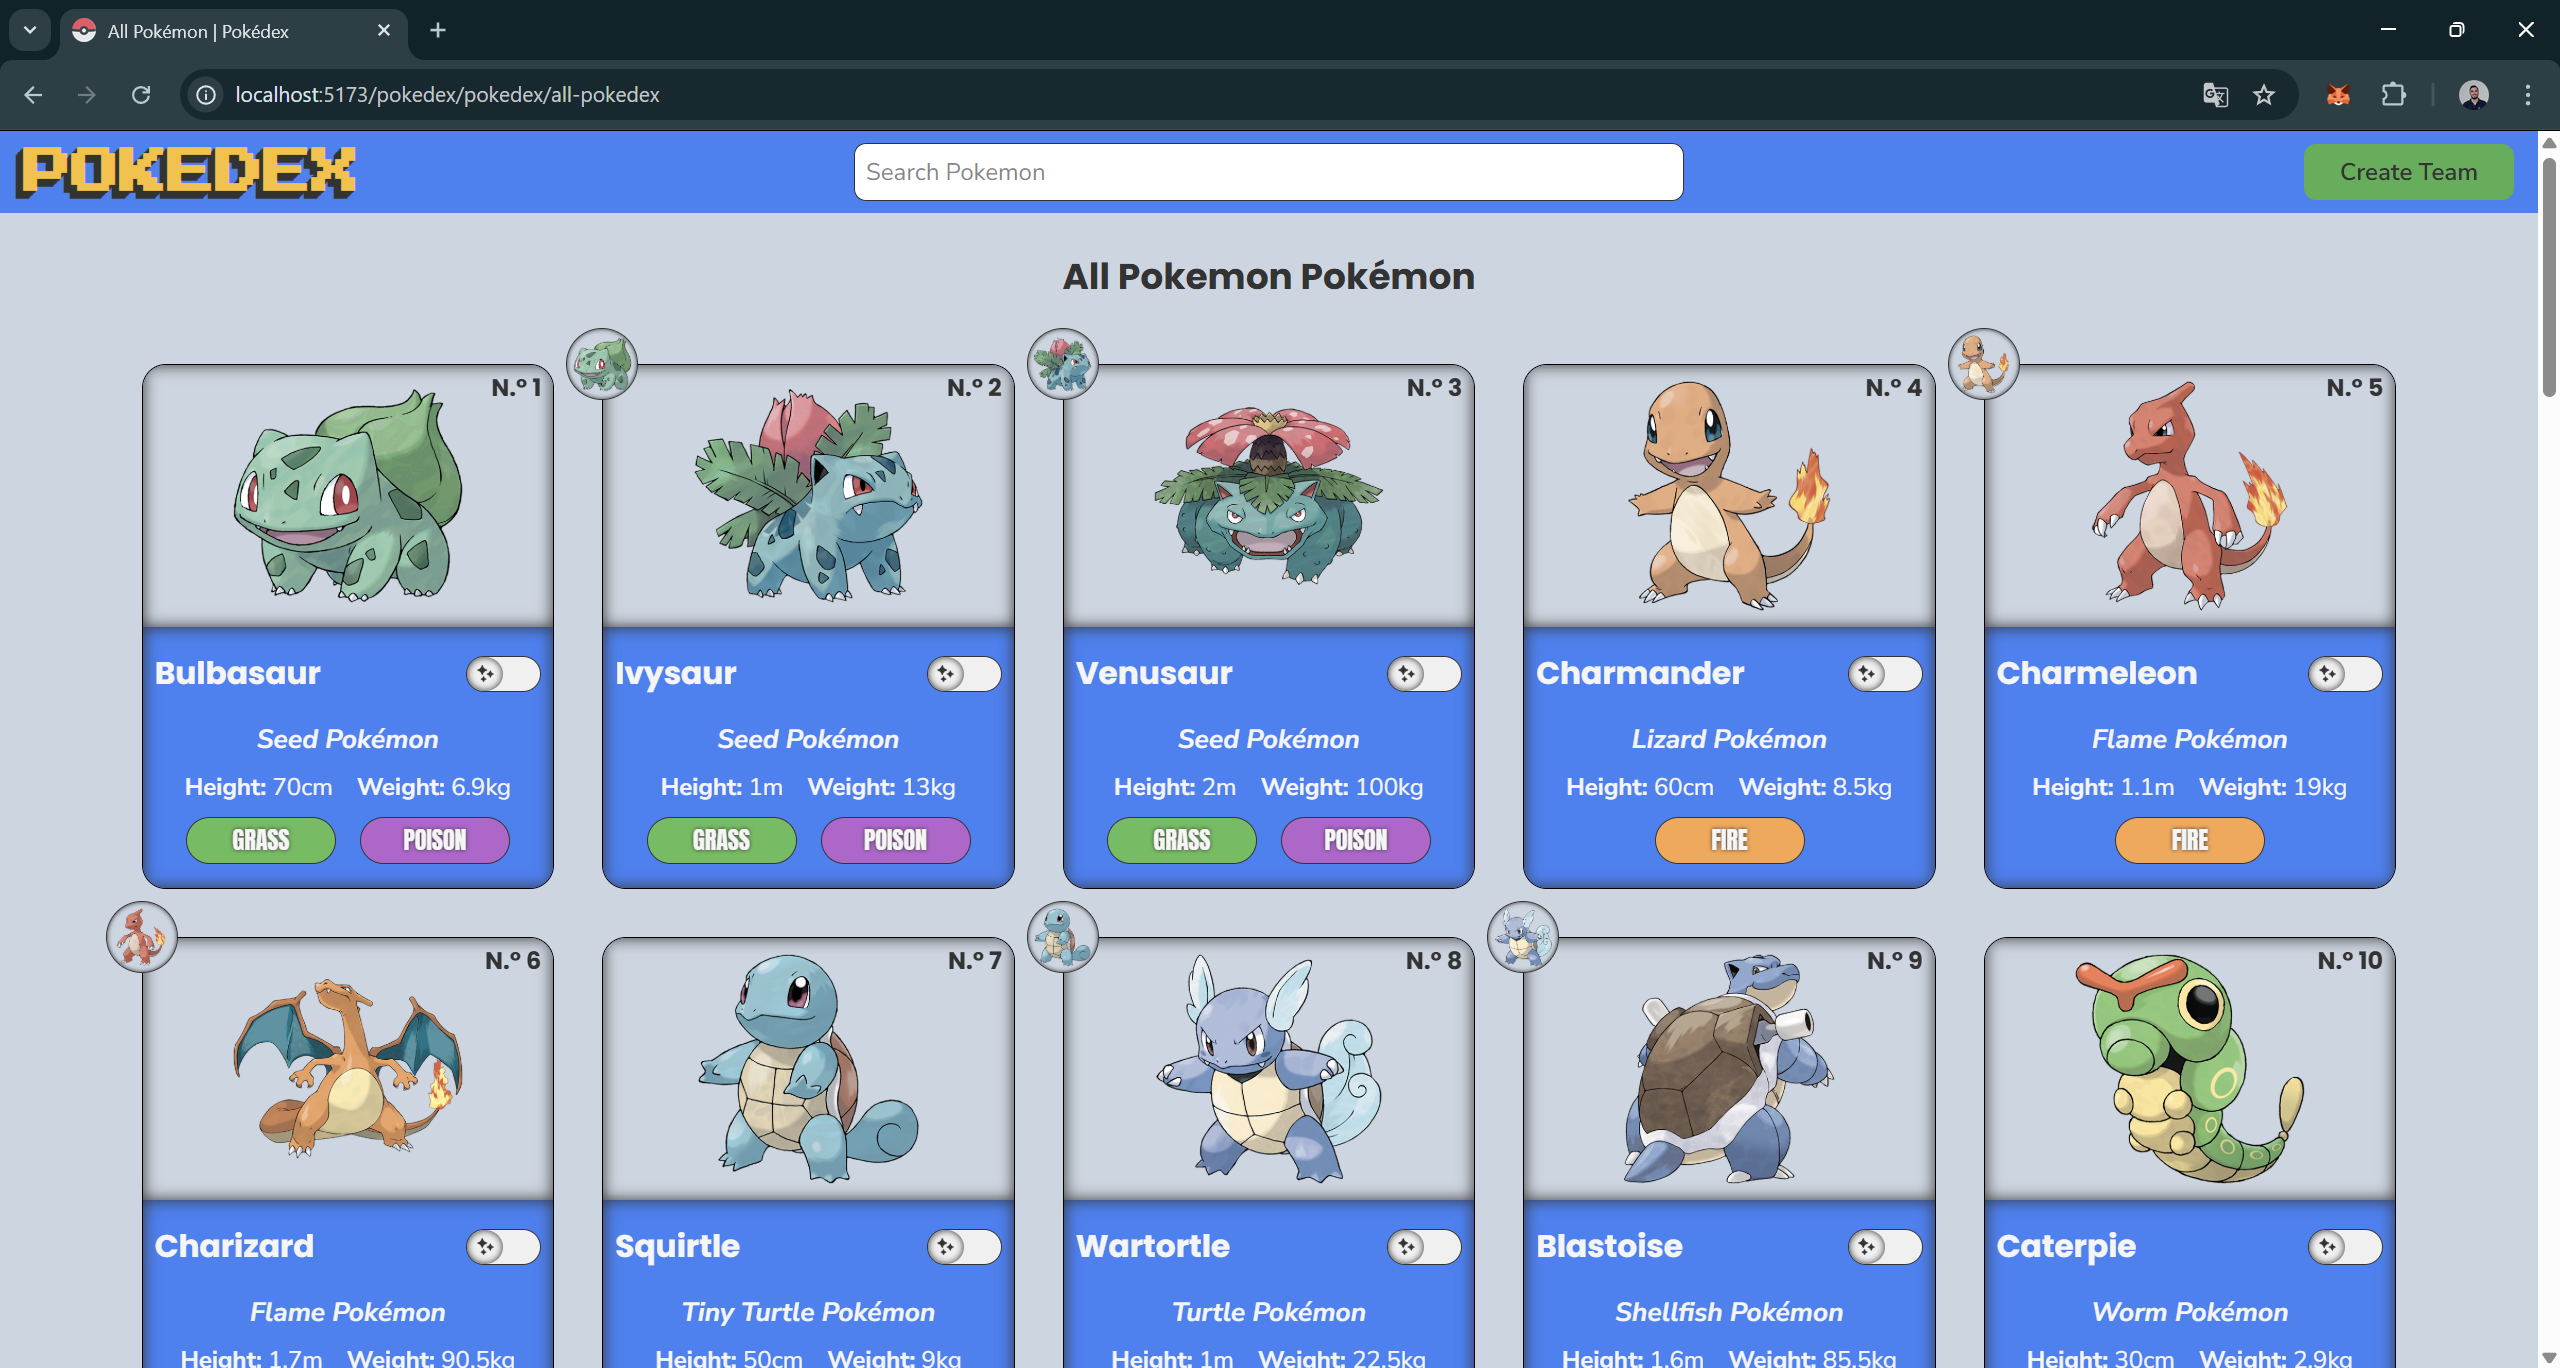 All Pokémon | Pokédex
localhost:5173/pokedex/pokedex/all-pokedex
POKEDEX
Search Pokemon
Create Team
All Pokemon Pokémon
N.º 1
N.º 2
N.º 3
N.º 4
N.º 5
Bulbasaur
Ivysaur
Venusaur
Charmander
Charmeleon
Seed Pokémon
Seed Pokémon
Seed Pokémon
Lizard Pokémon
Flame Pokémon
Height: 70cm Weight: 6.9kg
Height: 1m Weight: 13kg
Height: 2m Weight: 100kg
Height: 60cm Weight: 8.5kg
Height: 1.1m Weight: 19kg
GRASS POISON
GRASS POISON
GRASS POISON
FIRE
FIRE
N.º 6
N.º 7
N.º 8
N.º 9
N.º 10
Charizard
Squirtle
Wartortle
Blastoise
Caterpie
Flame Pokémon
Tiny Turtle Pokémon
Turtle Pokémon
Shellfish Pokémon
Worm Pokémon
Height: 1.7m Weight: 90.5kg
Height: 50cm Weight: 9kg
Height: 1m Weight: 22.5kg
Height: 1.6m Weight: 85.5kg
Height: 30cm Weight: 2.9kg